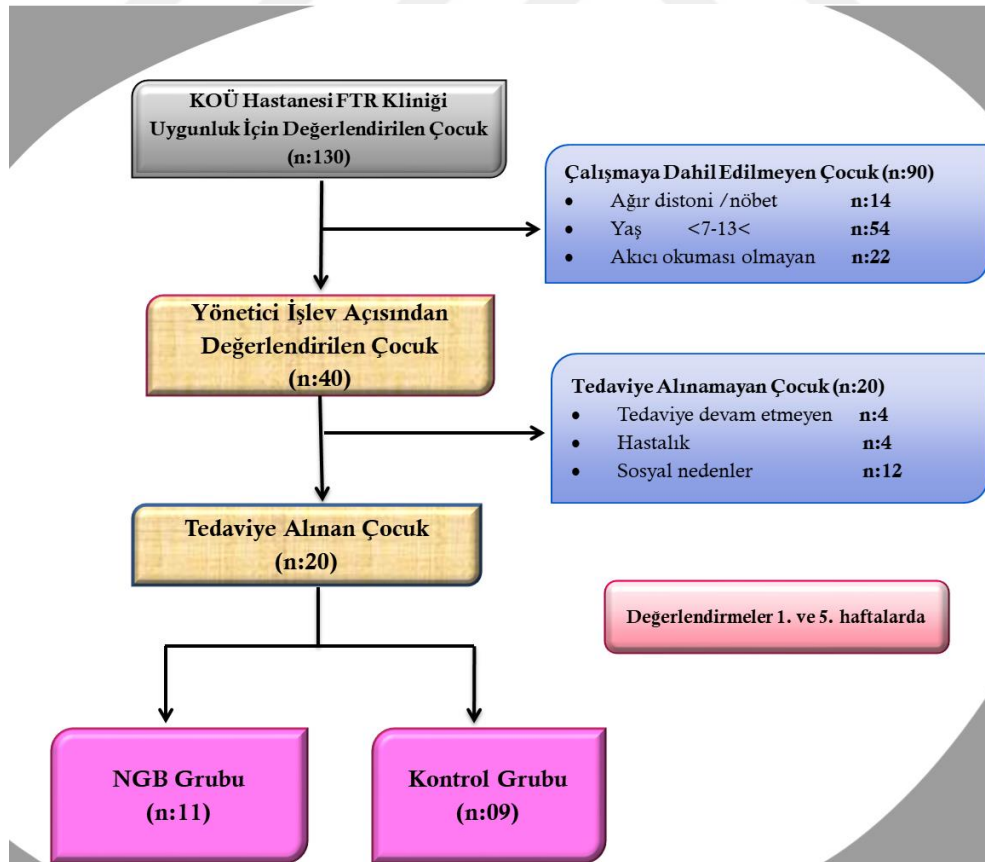 KOÜ Hastanesi FTR Kliniği
Uygunluk İçin Değerlendirilen Çocuk
(n:130)
Çalışmaya Dahil Edilmeyen Çocuk (n:90)
• Ağır distoni /nöbet n:14
• Yaş <7-13< n:54
• Akıcı okuması olmayan n:22
Yönetici İşlev Açısından
Değerlendirilen Çocuk
(n:40)
Tedaviye Alınamayan Çocuk (n:20)
• Tedaviye devam etmeyen n:4
• Hastalık n:4
• Sosyal nedenler n:12
Tedaviye Alınan Çocuk
(n:20)
Değerlendirmeler 1. ve 5. haftalarda
NGB Grubu
(n:11)
Kontrol Grubu
(n:09)